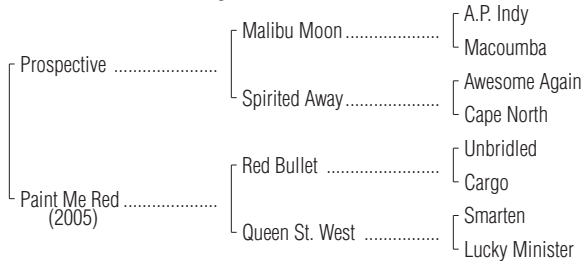 A.P. Indy
Malibu Moon ....................
Macoumba
Prospective ......................
Awesome Again
Spirited Away....................
Cape North
Unbridled
Red Bullet ........................
Cargo
Paint Me Red ....................
(2005)
Smarten
Queen St. West ................
Lucky Minister